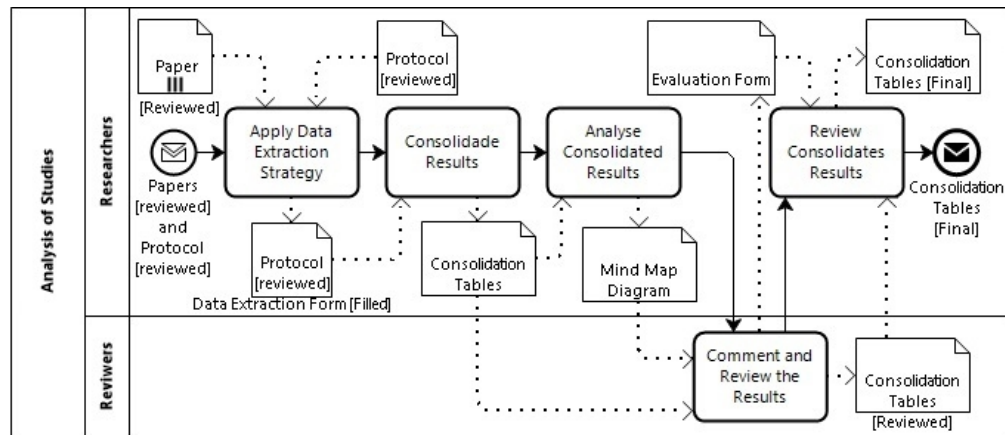 Analysis of Studies
Researchers
Paper
[Reviewed]
Protocol
[reviewed]
Evaluation Form
Consolidation
Tables [Final]
Papers
[reviewed]
and
Protocol
[reviewed]
Apply Data
Extraction
Strategy
Consolidade
Results
Analyse
Consolidated
Results
Review
Consolidates
Results
Consolidation
Tables
[Final]
Protocol
[reviewed]
Data Extraction Form [Filled]
Consolidation
Tables
Mind Map
Diagram
Reviwers
Comment and
Review the
Results
Consolidation
Tables
[Reviewed]